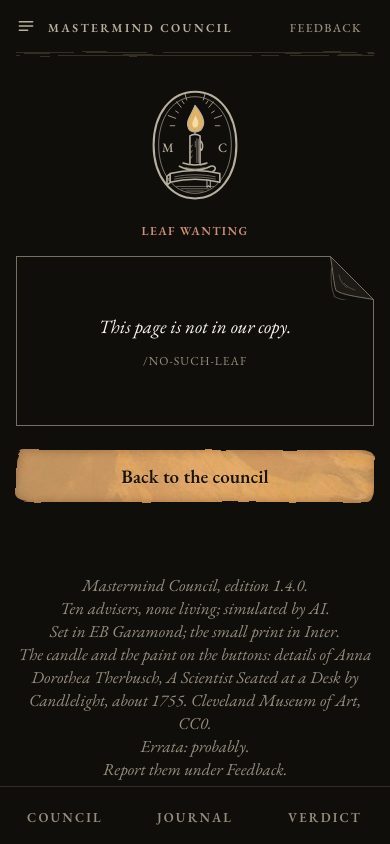 MASTERMIND COUNCIL FEEDBACK
M C
LEAF WANTING
This page is not in our copy.
/NO-SUCH-LEAF
Back to the council
Mastermind Council, edition 1.4.0.
Ten advisers, none living; simulated by AI.
Set in EB Garamond; the small print in Inter.
The candle and the paint on the buttons: details of Anna
Dorothea Therbusch, A Scientist Seated at a Desk by
Candlelight, about 1755. Cleveland Museum of Art,
CC0.
Errata: probably.
Report them under Feedback.
COUNCIL JOURNAL VERDICT